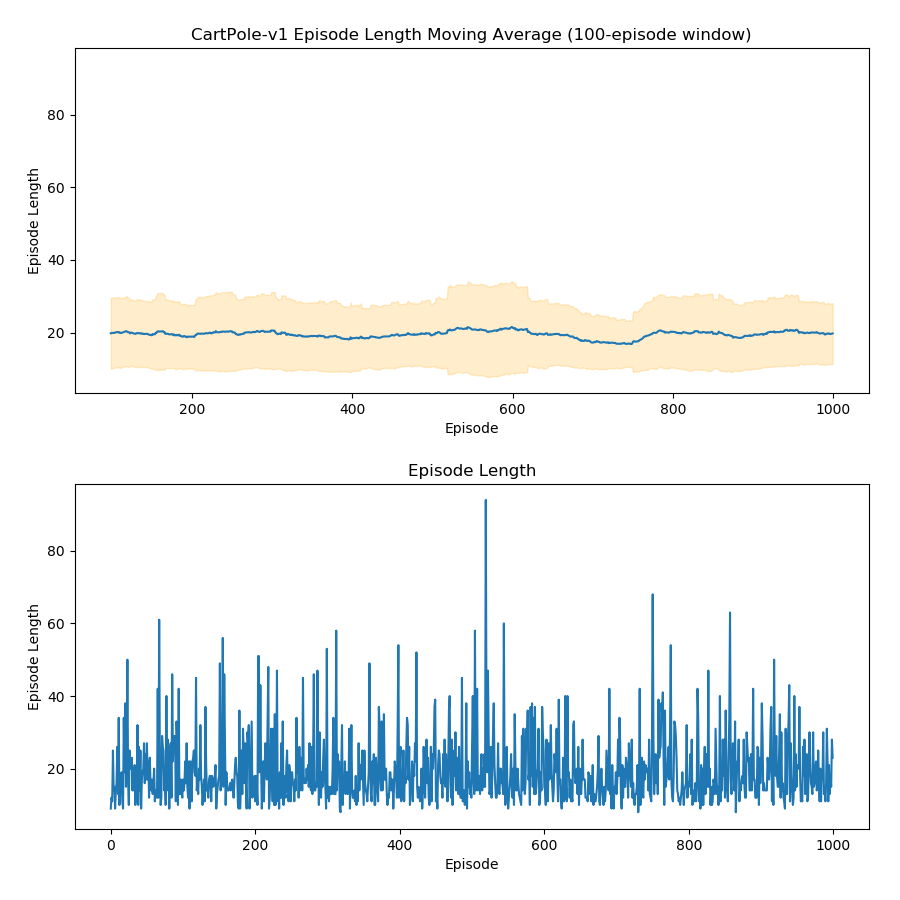 CartPole-v1 Episode Length Moving Average (100-episode window)
80
60
40
20
Episode Length
200 400 600 800 1000
Episode
Episode Length
80
60
40
20
Episode Length
0 200 400 600 800 1000
Episode